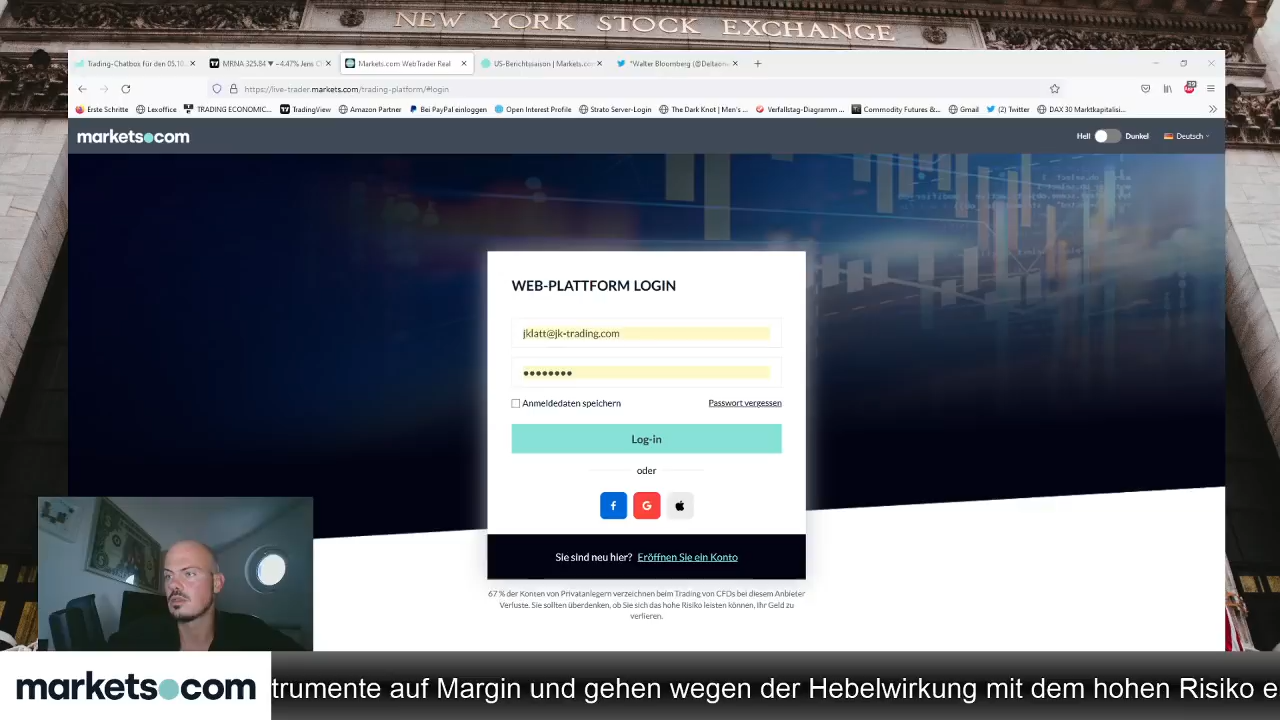 NEW YORK STOCK EXCHANGE
Trading-Chatbox für den 05.10.
MRNA 325.84 ▼ −4.47% Jens
Markets.com WebTrader Real
US-Berichtssaison | Markets.com
*Walter Bloomberg (@Deltaone
https://live-trader.markets.com/trading-platform/#login
Erste Schritte Lexoffice TRADING ECONOMIC... TradingView Amazon Partner Bei PayPal einloggen Open Interest Profile Strato Server-Login The Dark Knot | Men's ... Verfallstag-Diagramm ... Commodity Futures &... Gmail (2) Twitter DAX 30 Marktkapitalisi...
markets.com
Hell Dunkel Deutsch
WEB-PLATTFORM LOGIN
jklatt@jk-trading.com
••••••••
Anmeldedaten speichern Passwort vergessen
Log-in
oder
f G
Sie sind neu hier? Eröffnen Sie ein Konto
67 % der Konten von Privatanlegern verzeichnen beim Trading von CFDs bei diesem Anbieter
Verluste. Sie sollten überdenken, ob Sie sich das hohe Risiko leisten können, Ihr Geld zu
verlieren.
markets.com
trumente auf Margin und gehen wegen der Hebelwirkung mit dem hohen Risiko e